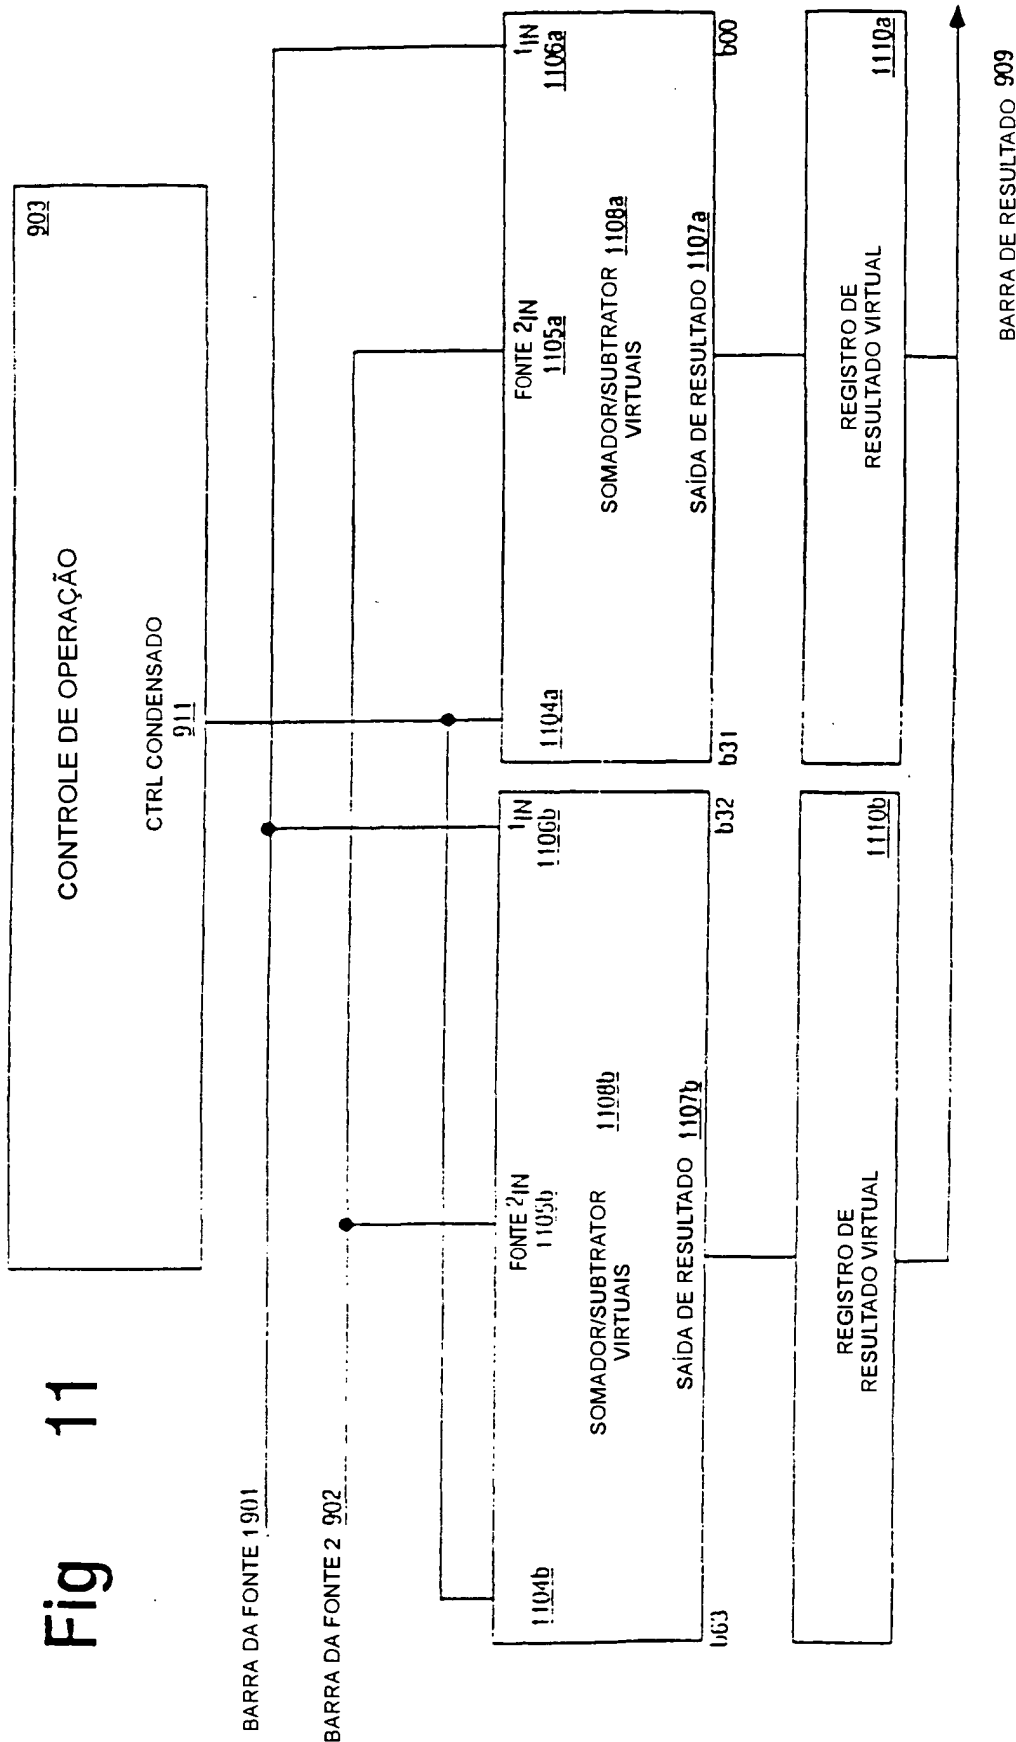 Fig 11
903
CONTROLE DE OPERAÇÃO
CTRL CONDENSADO
911
BARRA DA FONTE 1 901
BARRA DA FONTE 2 902
1104b
FONTE 2IN
1105b
1IN
1106b
SOMADOR/SUBTRATOR
VIRTUAIS
1108b
SAÍDA DE RESULTADO 1107b
b63
b32
1104a
FONTE 2IN
1105a
1IN
1106a
SOMADOR/SUBTRATOR 1108a
VIRTUAIS
SAÍDA DE RESULTADO 1107a
b31
b00
REGISTRO DE
RESULTADO VIRTUAL
1110b
REGISTRO DE
RESULTADO VIRTUAL
1110a
BARRA DE RESULTADO 909